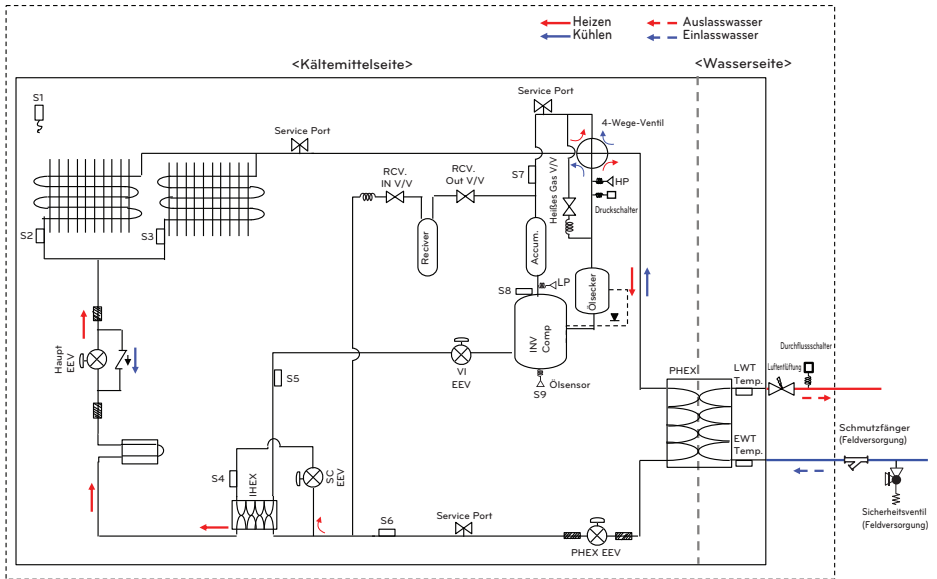 Heizen
Kühlen
Auslasswasser
Einlasswasser
<Kältemittelseite>
<Wasserseite>
S1
Service Port
Service Port
4-Wege-Ventil
RCV.
IN V/V
RCV.
Out V/V
S7
Heißes Gas V/V
HP
Druckschalter
S2
S3
Reciver
Accum.
Ölsecker
LP
S8
INV
Comp
Haupt
EEV
S5
VI
EEV
S9
Ölsensor
PHEX
LWT
Temp.
Durchflussschalter
Luftentlüftung
EWT
Temp.
Schmutzfänger
(Feldversorgung)
S4
IHEX
SC
EEV
S6
Service Port
PHEX EEV
Sicherheitsventil
(Feldversorgung)